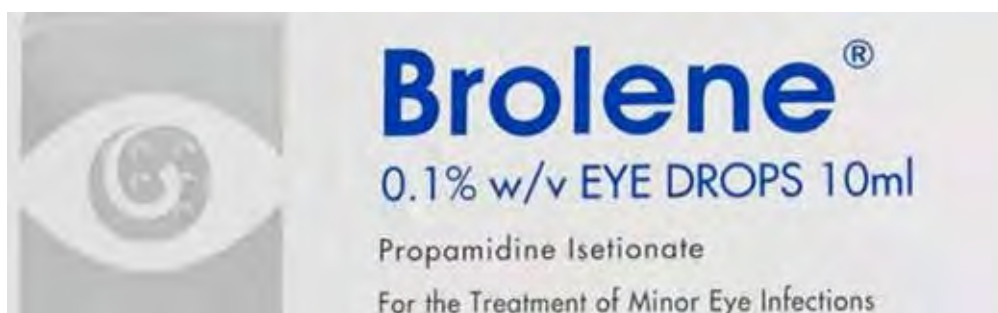 Brolene®
0.1% w/v EYE DROPS 10ml
Propamidine Isetionate
For the Treatment of Minor Eye Infections